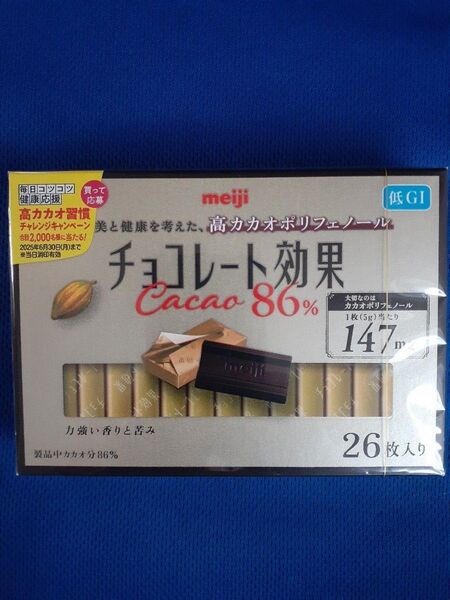 毎日コツコツ
健康応援
買って
応募
高カカオ習慣
チャレンジキャンペーン
合計2,000名様に当たる!
2025年6月30日(月)まで
※当日消印有効
meiji
低GI
美と健康を考えた、高カカオポリフェノール
チョコレート効果
Cacao 86%
大切なのは
カカオポリフェノール
1枚(5g)当たり
147m
meiji
力強い香りと苦み
製品中カカオ分86%
26枚入り